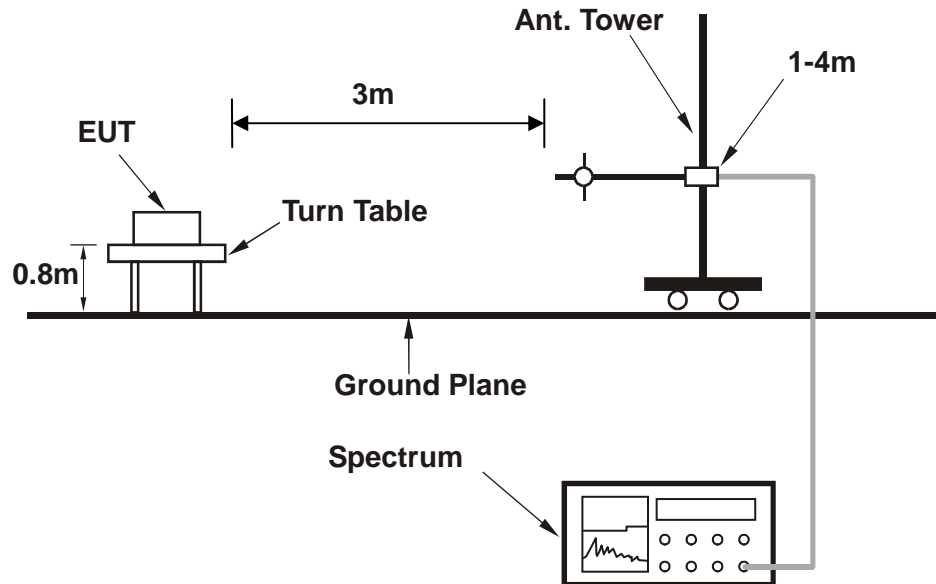 Ant. Tower
1-4m
3m
EUT
Turn Table
0.8m
Ground Plane
Spectrum